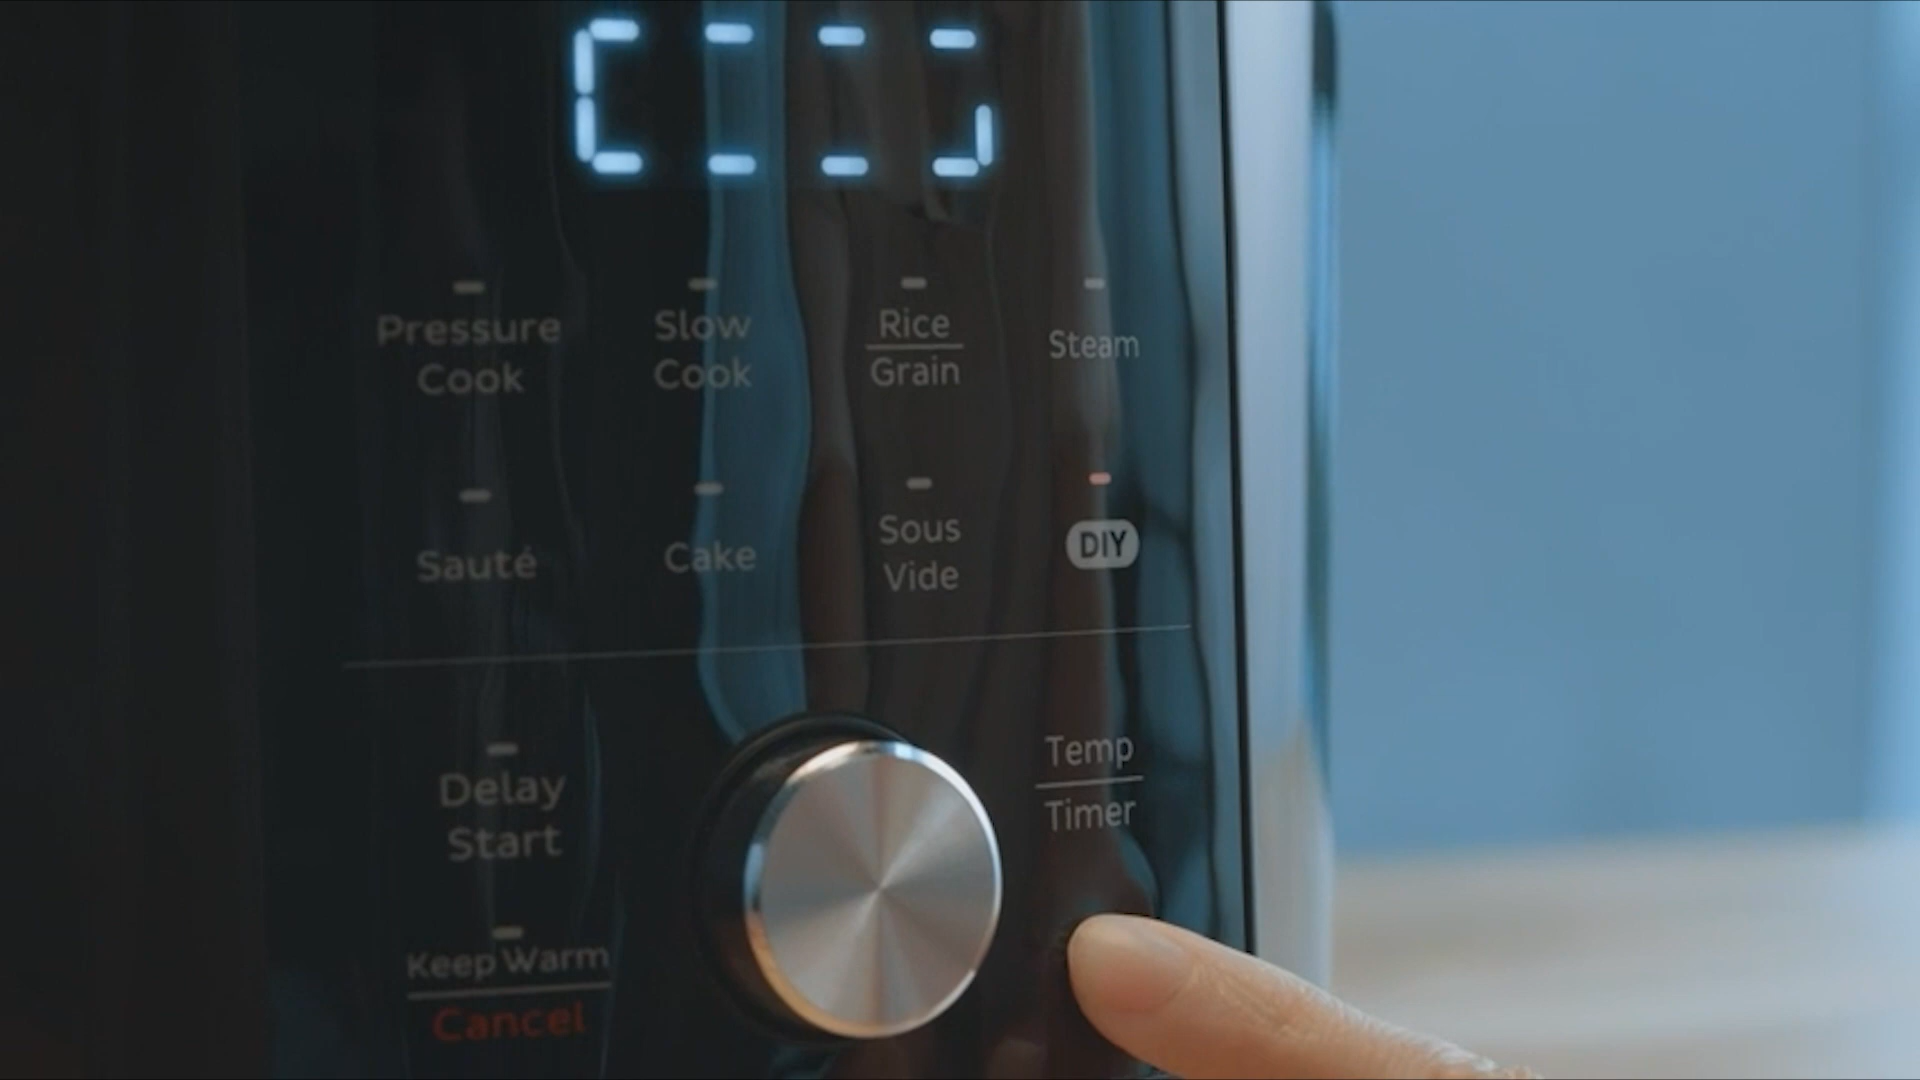 Pressure
Cook
Slow
Cook
Rice
Grain
Steam
Sauté
Cake
Sous
Vide
DIY
Delay
Start
Temp
Timer
Keep Warm
Cancel